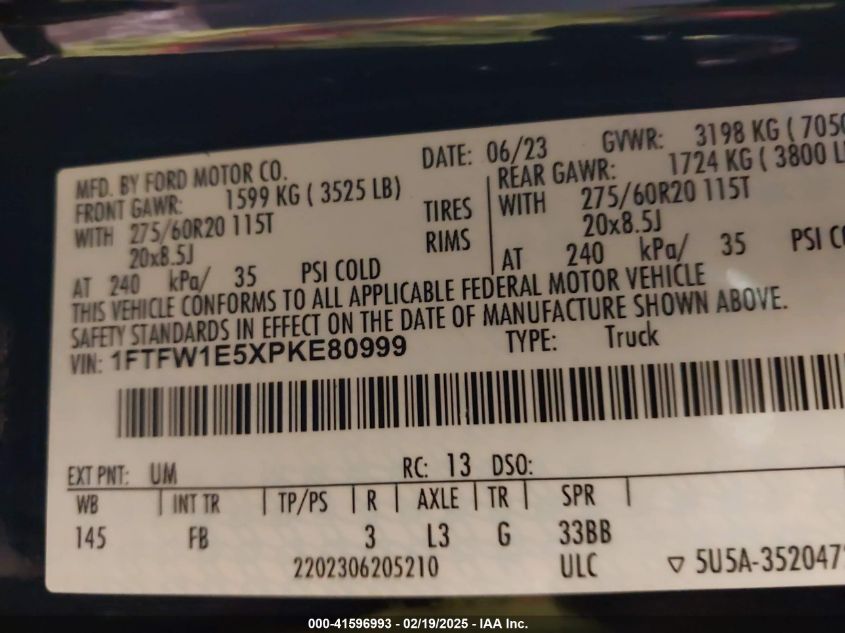 MFD. BY FORD MOTOR CO.
DATE: 06/23 GVWR: 3198 KG ( 7050
FRONT GAWR: 1599 KG ( 3525 LB) REAR GAWR: 1724 KG ( 3800 L
WITH 275/60R20 115T TIRES WITH 275/60R20 115T
20x8.5J RIMS 20x8.5J
AT 240 kPa/ 35 PSI COLD AT 240 kPa/ 35 PSI CO
THIS VEHICLE CONFORMS TO ALL APPLICABLE FEDERAL MOTOR VEHICLE
SAFETY STANDARDS IN EFFECT ON THE DATE OF MANUFACTURE SHOWN ABOVE.
VIN: 1FTFW1E5XPKE80999 TYPE: Truck
EXT PNT: UM RC: 13 DSO:
WB INT TR TP/PS R AXLE TR SPR
145 FB 3 L3 G 33BB
2202306205210 ULC ▽ 5U5A-352047
000-41596993 / 02/19/2025 - IAA Inc.